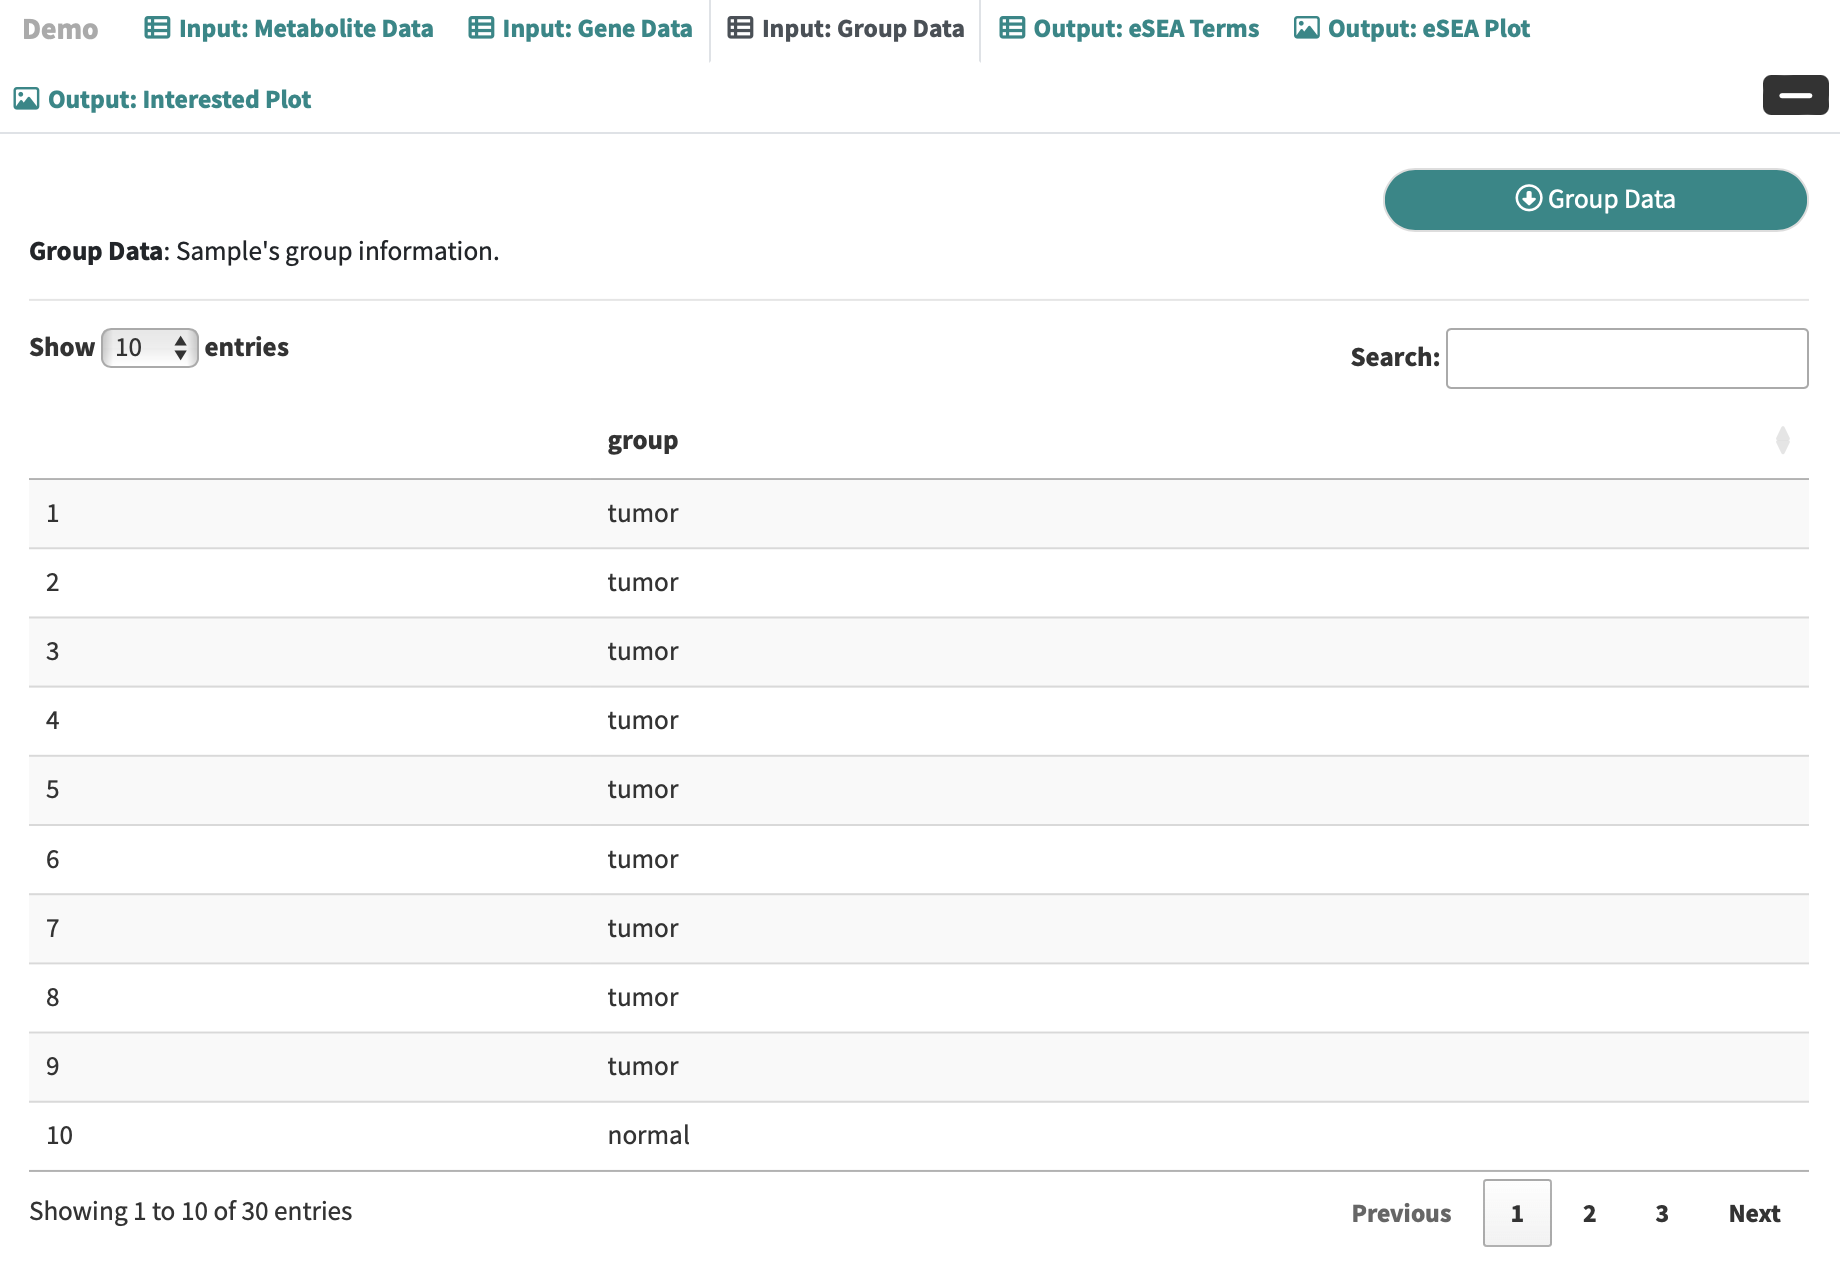 Demo Input: Metabolite Data Input: Gene Data Input: Group Data Output: eSEA Terms Output: eSEA Plot
Output: Interested Plot
Group Data
Group Data: Sample's group information.
Show 10 entries
Search:
group
1 tumor
2 tumor
3 tumor
4 tumor
5 tumor
6 tumor
7 tumor
8 tumor
9 tumor
10 normal
Showing 1 to 10 of 30 entries
Previous 1 2 3 Next